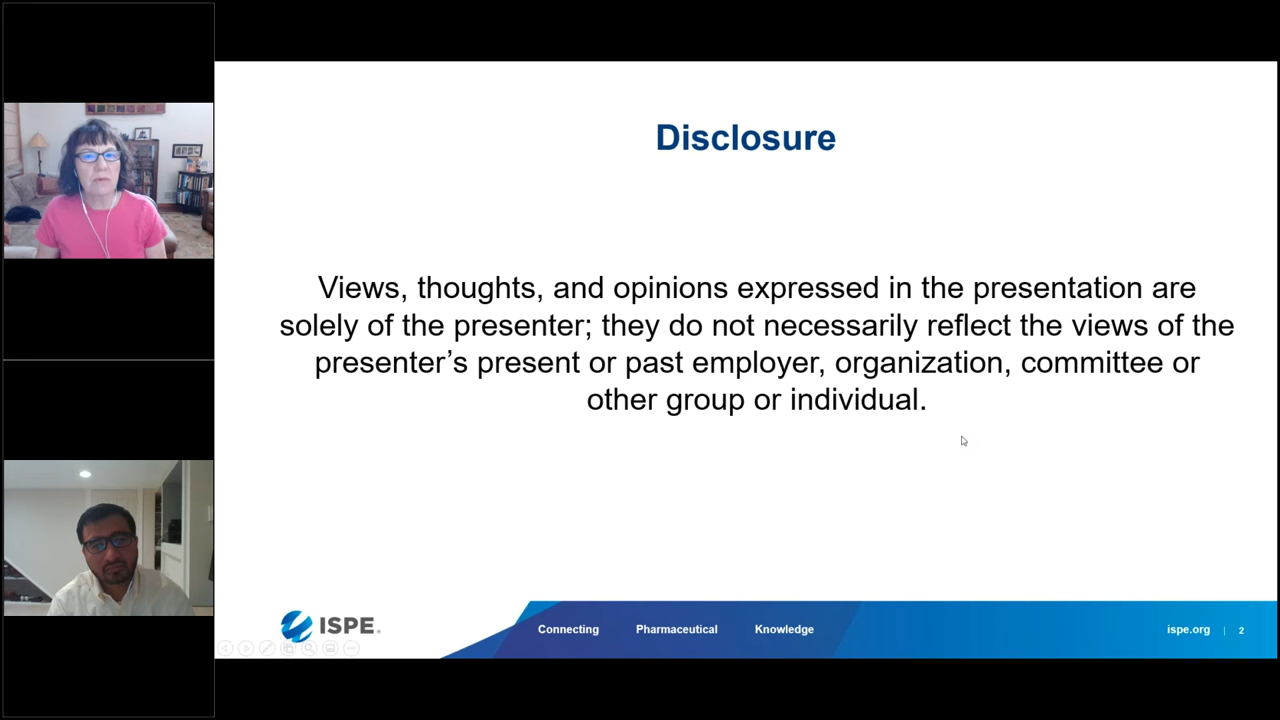 Disclosure
Views, thoughts, and opinions expressed in the presentation are
solely of the presenter; they do not necessarily reflect the views of the
presenter’s present or past employer, organization, committee or
other group or individual.
ISPE®
Connecting Pharmaceutical Knowledge
ispe.org | 2